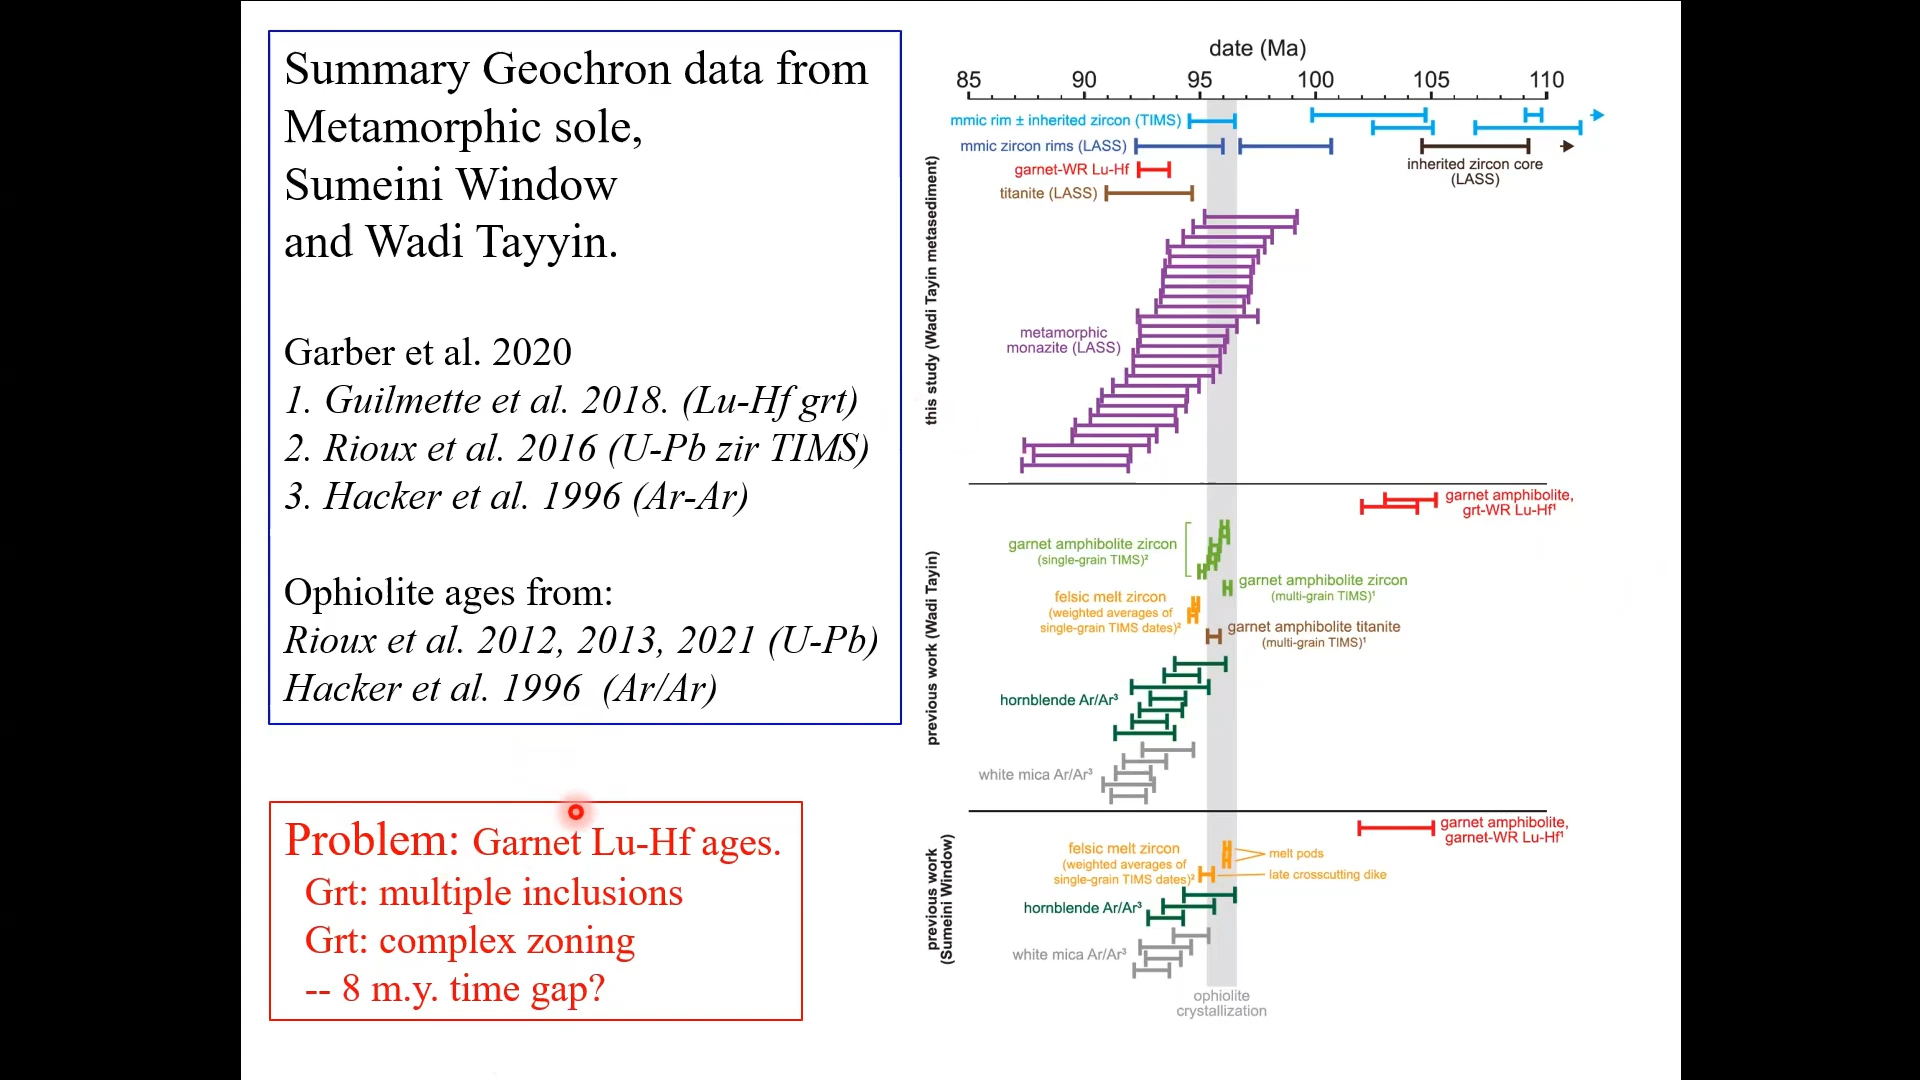 Summary Geochron data from
Metamorphic sole,
Sumeini Window
and Wadi Tayyin.
Garber et al. 2020
1. Guilmette et al. 2018. (Lu-Hf grt)
2. Rioux et al. 2016 (U-Pb zir TIMS)
3. Hacker et al. 1996 (Ar-Ar)
Ophiolite ages from:
Rioux et al. 2012, 2013, 2021 (U-Pb)
Hacker et al. 1996 (Ar/Ar)
Problem: Garnet Lu-Hf ages.
Grt: multiple inclusions
Grt: complex zoning
-- 8 m.y. time gap?
date (Ma)
85 90 95 100 105 110
this study (Wadi Tayin metasediment)
mmic rim ± inherited zircon (TIMS)
mmic zircon rims (LASS)
inherited zircon core
(LASS)
garnet-WR Lu-Hf
titanite (LASS)
metamorphic
monazite (LASS)
previous work (Wadi Tayin)
garnet amphibolite,
grt-WR Lu-Hf¹
garnet amphibolite zircon
(single-grain TIMS)²
garnet amphibolite zircon
(multi-grain TIMS)¹
felsic melt zircon
(weighted averages of
single-grain TIMS dates)²
garnet amphibolite titanite
(multi-grain TIMS)¹
hornblende Ar/Ar³
white mica Ar/Ar³
previous work
(Sumeini Window)
garnet amphibolite,
garnet-WR Lu-Hf¹
felsic melt zircon
(weighted averages of
single-grain TIMS dates)²
melt pods
late crosscutting dike
hornblende Ar/Ar³
white mica Ar/Ar³
ophiolite
crystallization